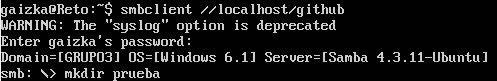 gaizka@Reto:~$ smbclient //localhost/github
WARNING: The "syslog" option is deprecated
Enter gaizka's password:
Domain=[GRUPO3] OS=[Windows 6.1] Server=[Samba 4.3.11-Ubuntu]
smb: \> mkdir prueba